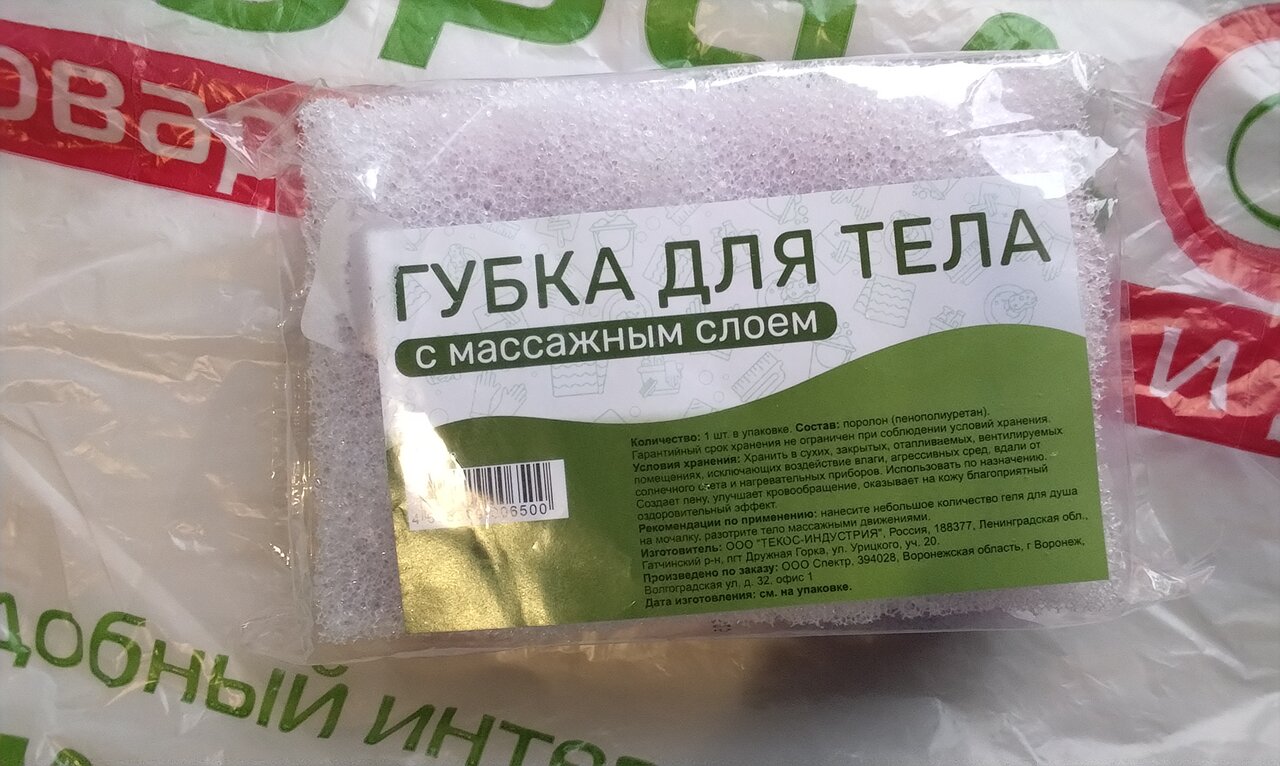 ГУБКА ДЛЯ ТЕЛА
с массажным слоем
Количество: 1 шт. в упаковке. Состав: поролон (пенополиуретан).
Гарантийный срок хранения не ограничен при соблюдении условий хранения.
Условия хранения: Хранить в сухих, закрытых, отапливаемых, вентилируемых
помещениях, исключающих воздействие влаги, агрессивных сред, вдали от
солнечного света и нагревательных приборов. Использовать по назначению.
Создает пену, улучшает кровообращение, оказывает на кожу благоприятный
оздоровительный эффект.
Рекомендации по применению: нанесите небольшое количество геля для душа
на мочалку, разотрите тело массажными движениями.
Изготовитель: ООО "ТЕКОС-ИНДУСТРИЯ", Россия, 188377, Ленинградская обл.,
Гатчинский р-н, пгт Дружная Горка, ул. Урицкого, уч. 20.
Произведено по заказу: ООО Спектр. 394028, Воронежская область, г Воронеж,
Волгоградская ул, д. 32, офис 1
Дата изготовления: см. на упаковке.
06500
овар
и
добный инте